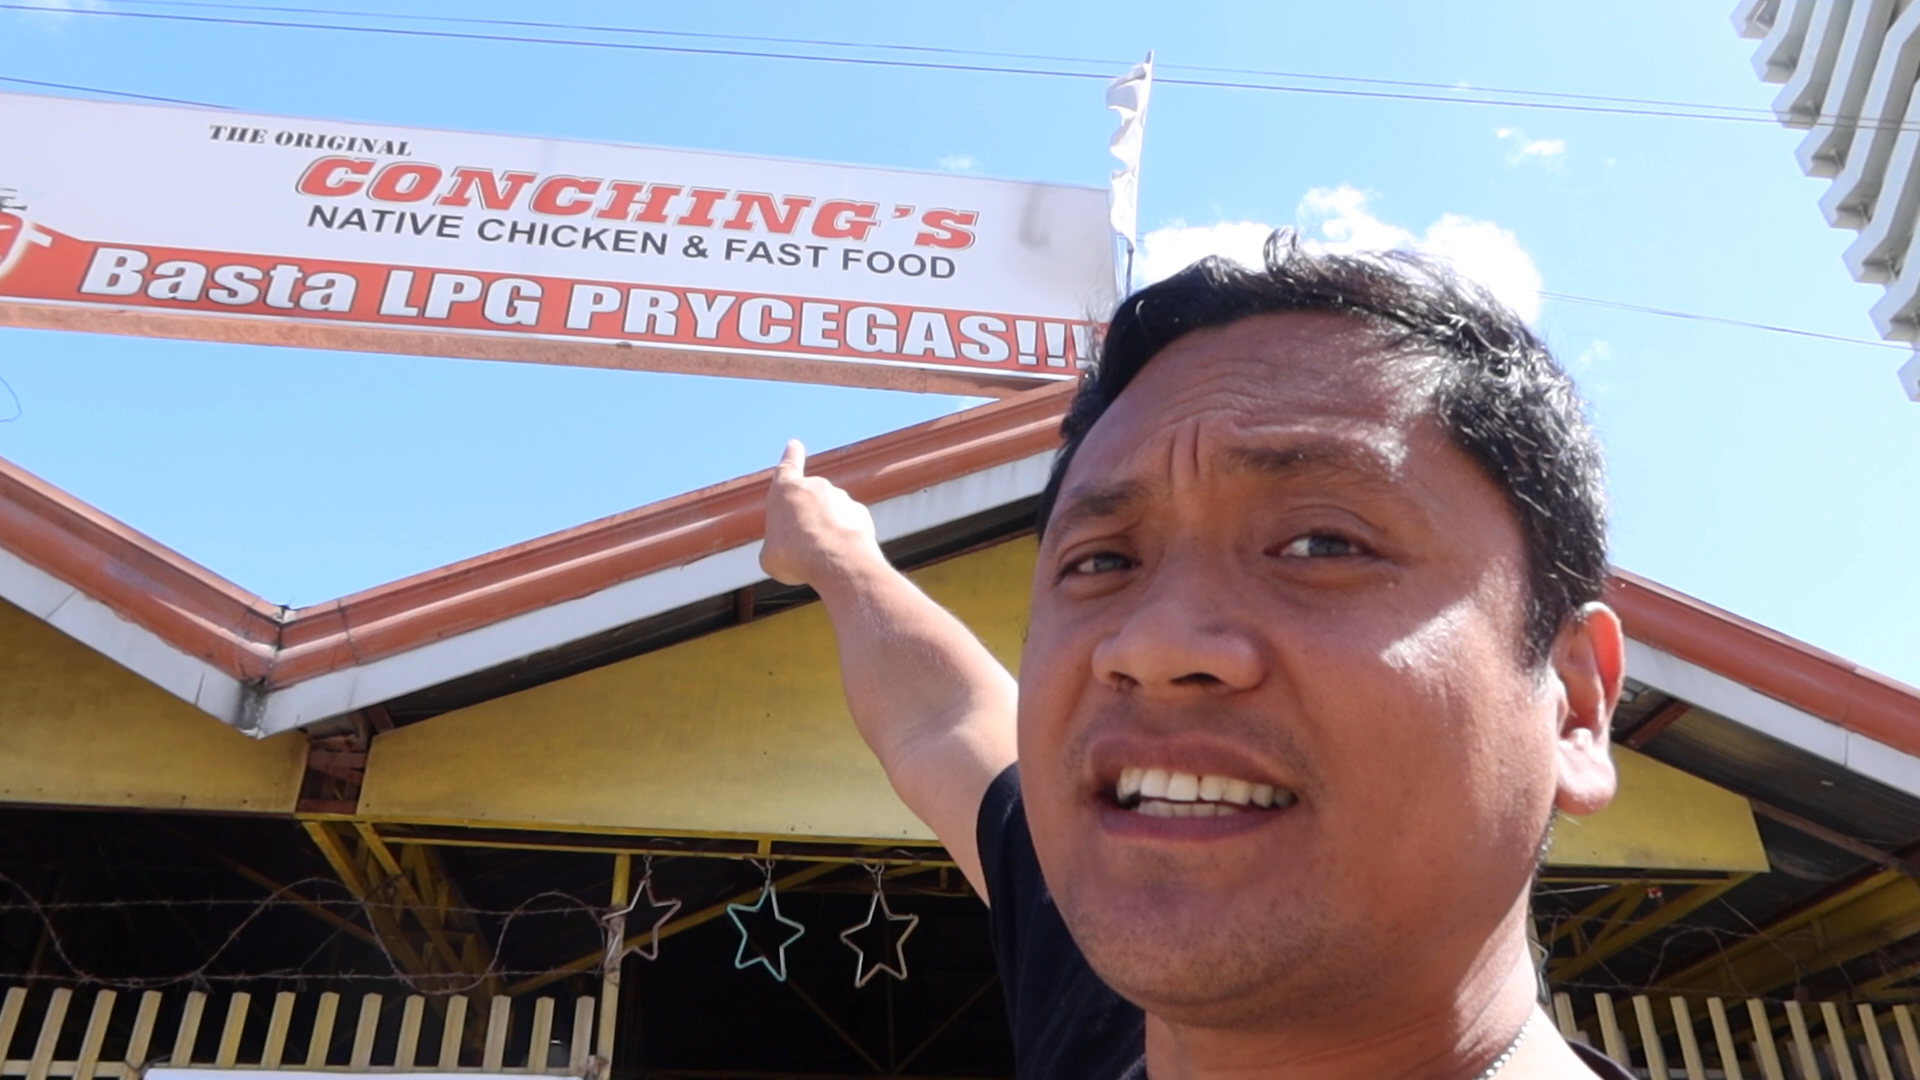 THE ORIGINAL
CONCHING'S
NATIVE CHICKEN & FAST FOOD
Basta LPG PRYCEGAS!!!